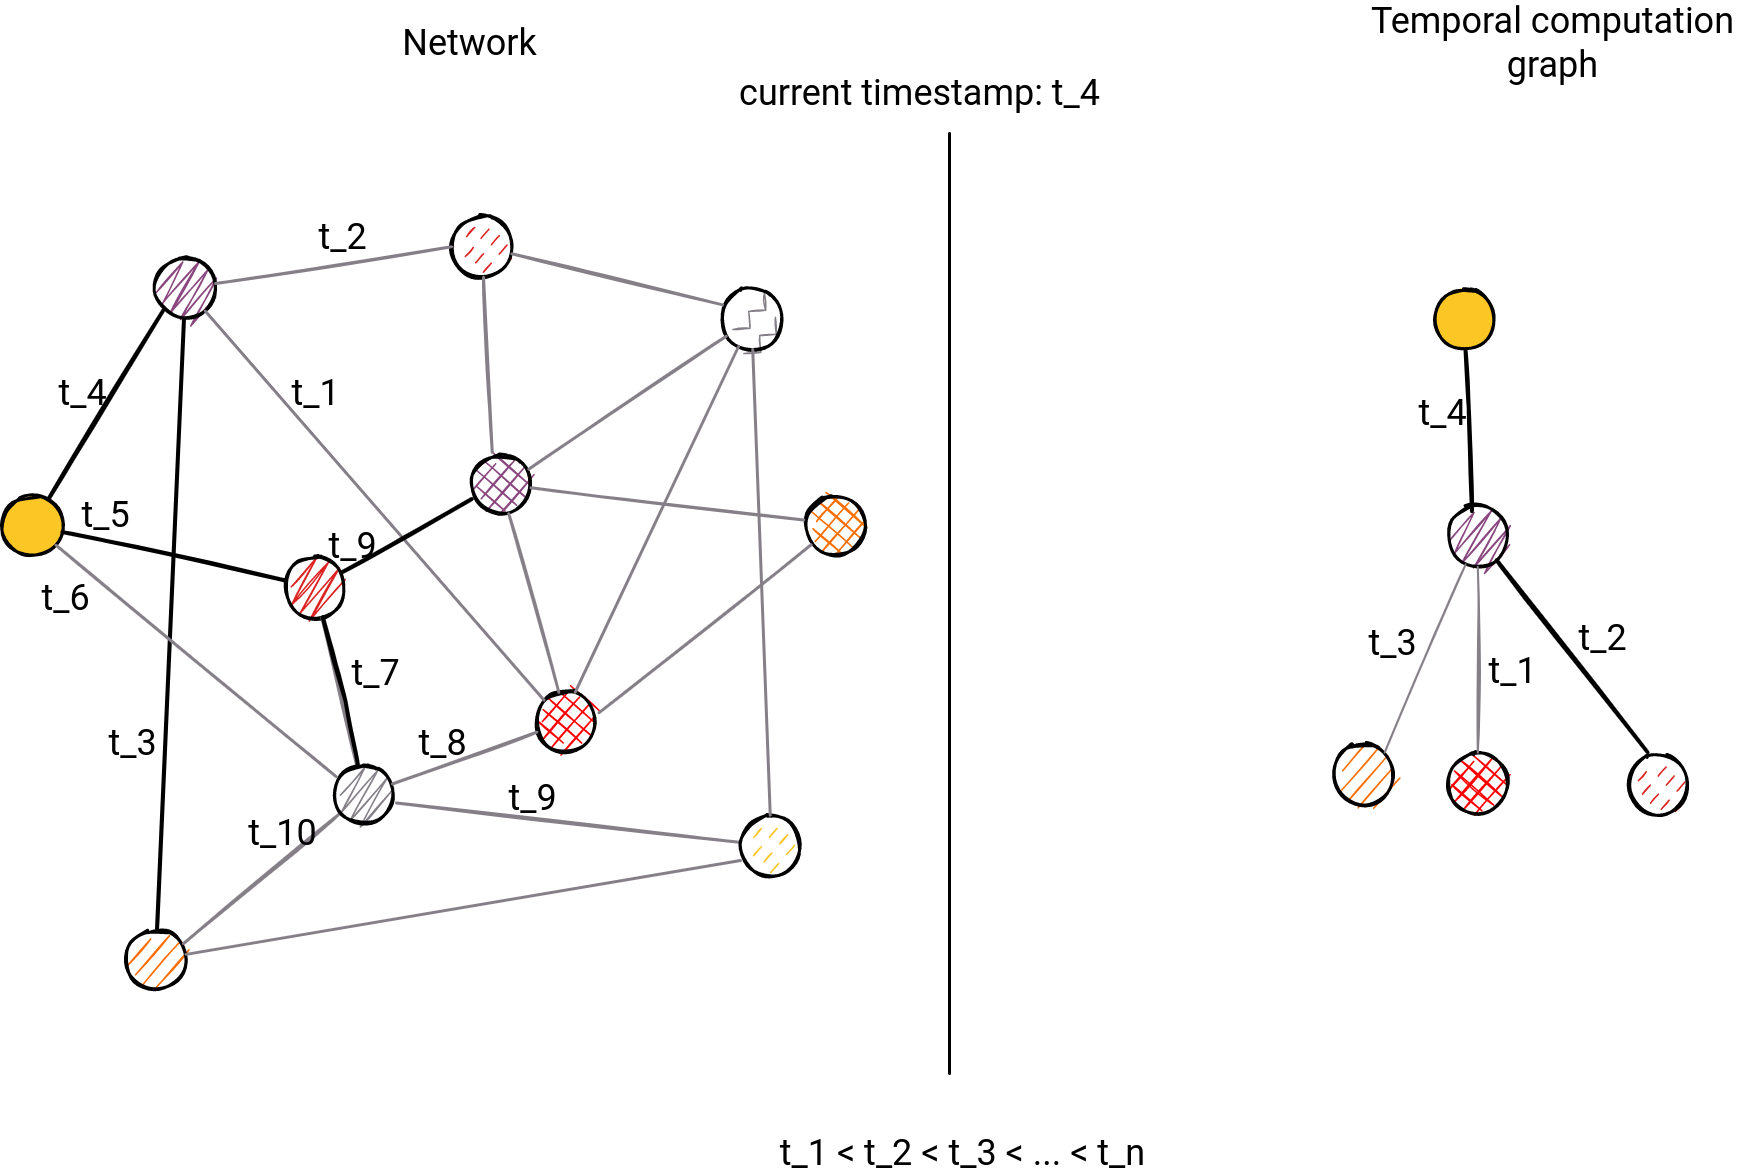 Network
Temporal computation
graph
current timestamp: t_4
t_2
t_4
t_1
t_5
t_9
t_6
t_7
t_3
t_8
t_9
t_10
t_4
t_3
t_1
t_2
t_1 < t_2 < t_3 < ... < t_n